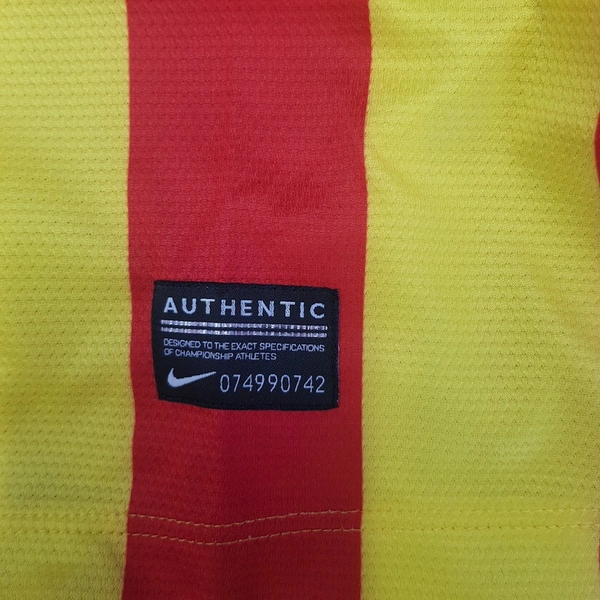 AUTHENTIC
DESIGNED TO THE EXACT SPECIFICATIONS
OF CHAMPIONSHIP ATHLETES
074990742